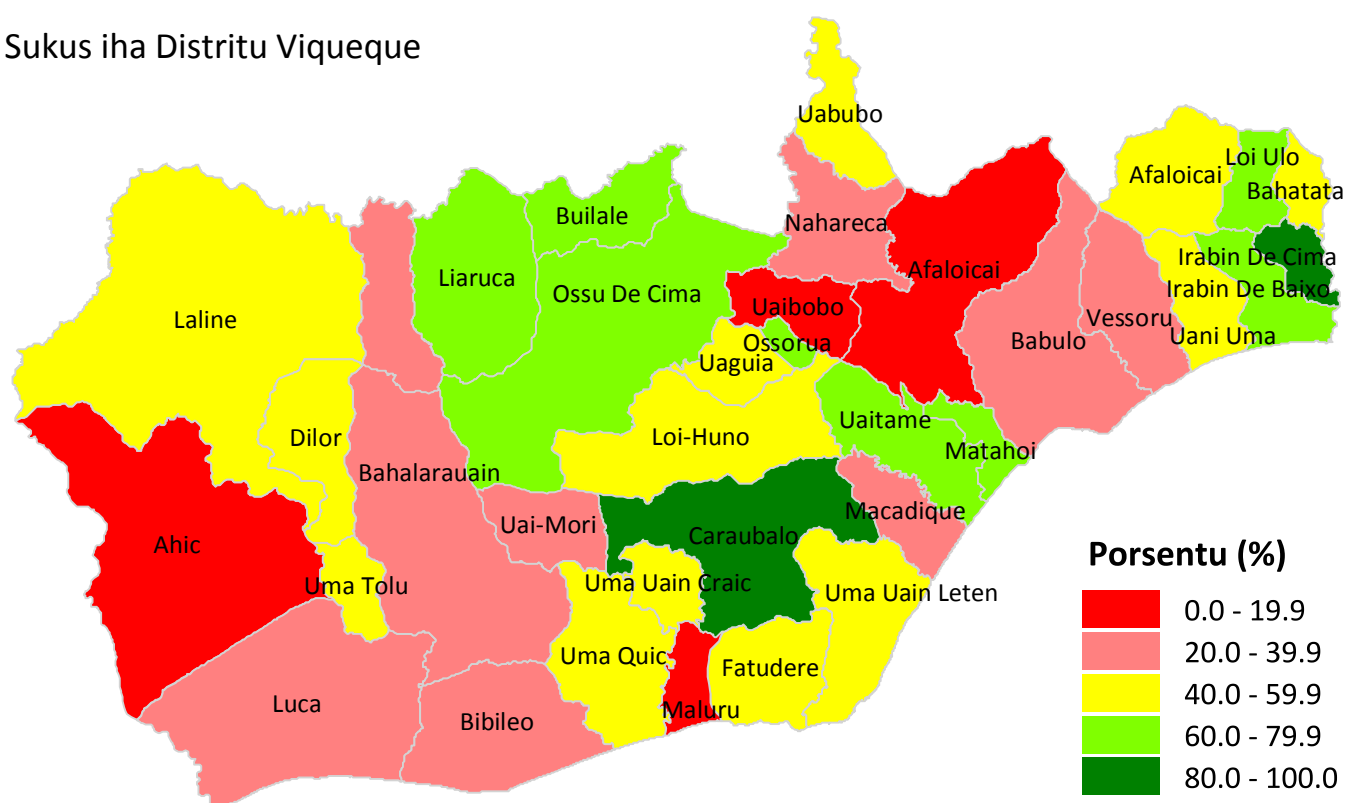 Sukus iha Distritu Viqueque
Uabubo
Loi Ulo
Afaloicai
Bahatata
Nahareca
Builale
Irabin De Cima
Afaloicai
Liaruca
Irabin De Baixo
Ossu De Cima
Uaibobo
Vessoru
Laline
Uani Uma
Ossorua
Babulo
Uaguia
Uaitame
Dilor
Loi-Huno
Matahoi
Bahalarauain
Macadique
Uai-Mori
Caraubalo
Ahic
Uma Tolu
Uma Uain Craic
Uma Uain Leten
Uma Quic
Fatudere
Luca
Maluru
Bibileo
Porsentu (%)
0.0 - 19.9
20.0 - 39.9
40.0 - 59.9
60.0 - 79.9
80.0 - 100.0